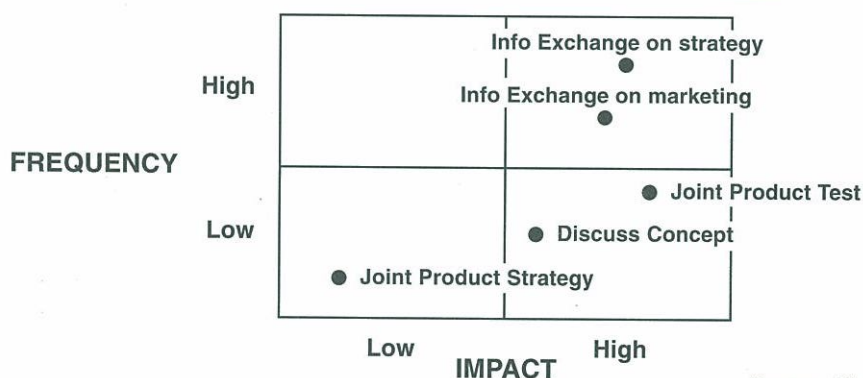 Info Exchange on strategy
High
Info Exchange on marketing
FREQUENCY
Joint Product Test
Low
Discuss Concept
Joint Product Strategy
Low
High
IMPACT